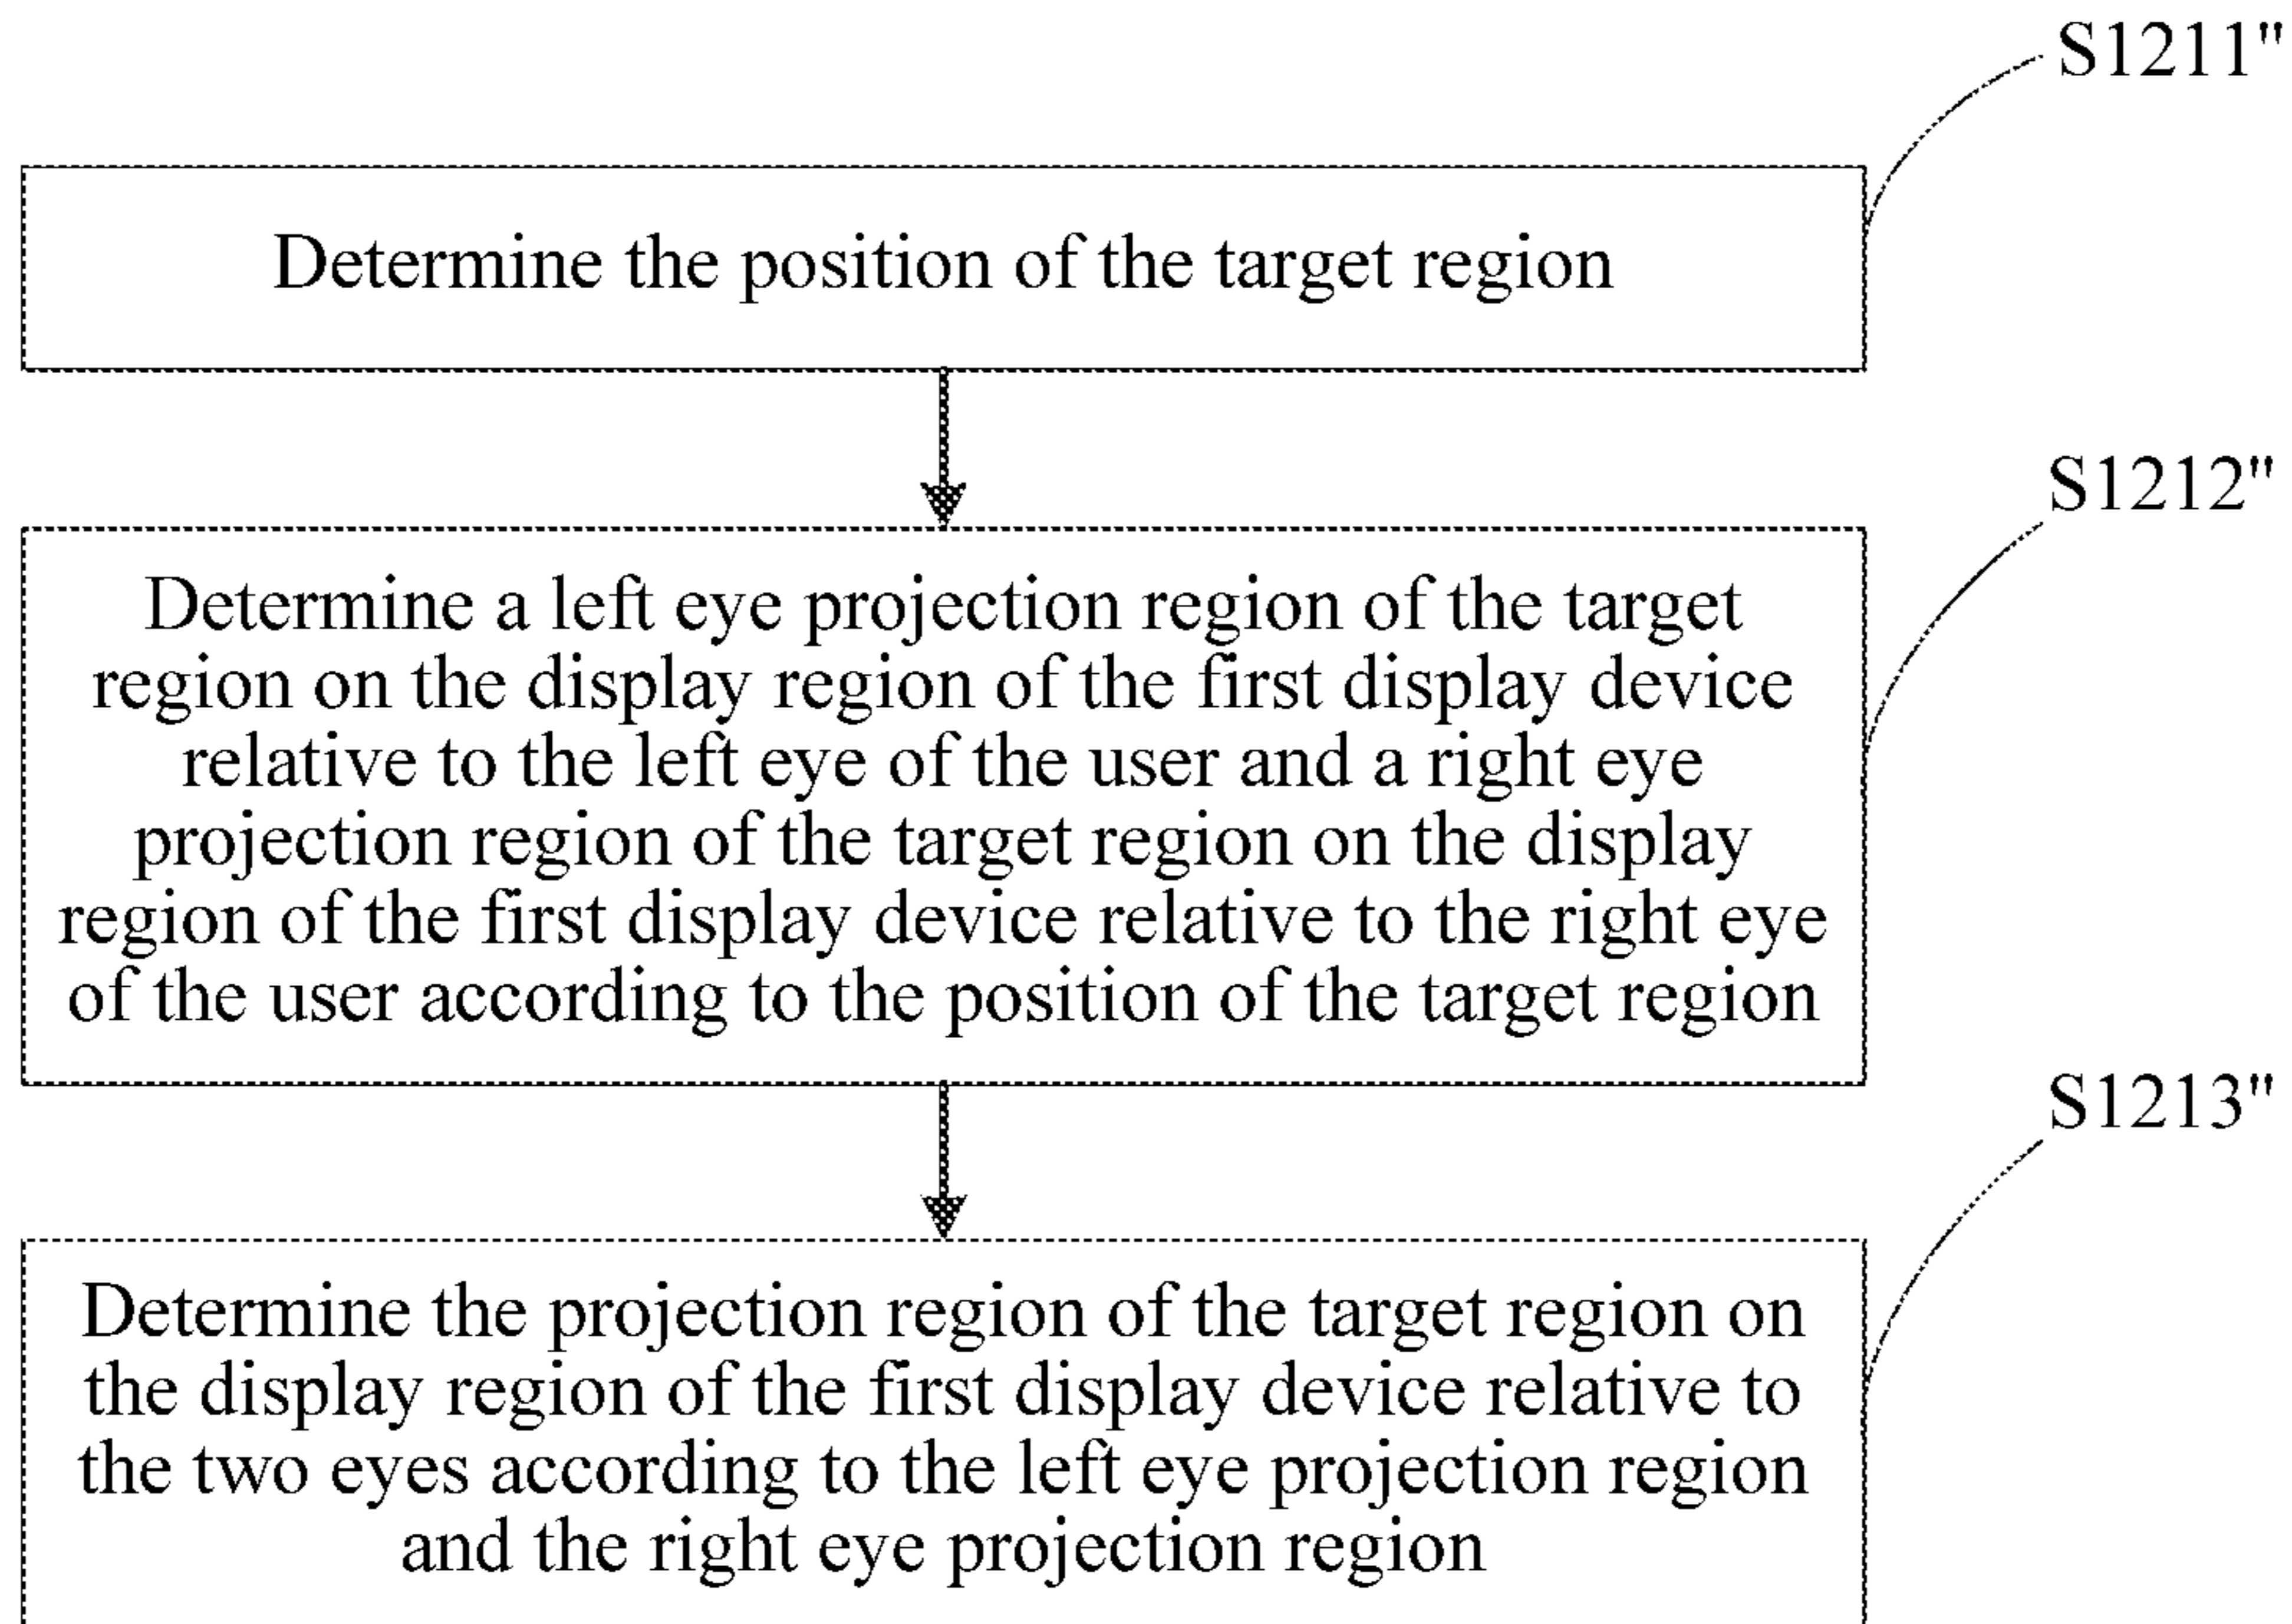 S1211"
Determine the position of the target region
S1212"
Determine a left eye projection region of the target
region on the display region of the first display device
relative to the left eye of the user and a right eye
projection region of the target region on the display
region of the first display device relative to the right eye
of the user according to the position of the target region
S1213"
Determine the projection region of the target region on
the display region of the first display device relative to
the two eyes according to the left eye projection region
and the right eye projection region